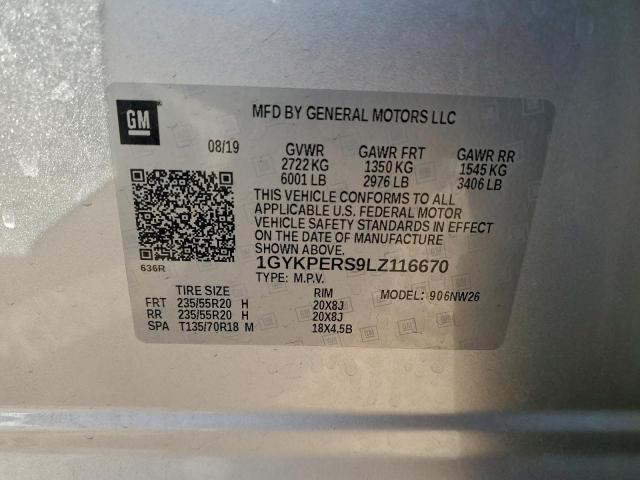 GM
MFD BY GENERAL MOTORS LLC
08/19 GVWR GAWR FRT GAWR RR
2722 KG 1350 KG 1545 KG
6001 LB 2976 LB 3406 LB
THIS VEHICLE CONFORMS TO ALL
APPLICABLE U.S. FEDERAL MOTOR
VEHICLE SAFETY STANDARDS IN EFFECT
ON THE DATE OF MANUFACTURE SHOWN ABOVE.
636R 1GYKPERS9LZ116670
TYPE: M.P.V.
TIRE SIZE RIM MODEL: 906NW26
FRT 235/55R20 H 20X8J
RR 235/55R20 H 20X8J
SPA T135/70R18 M 18X4.5B